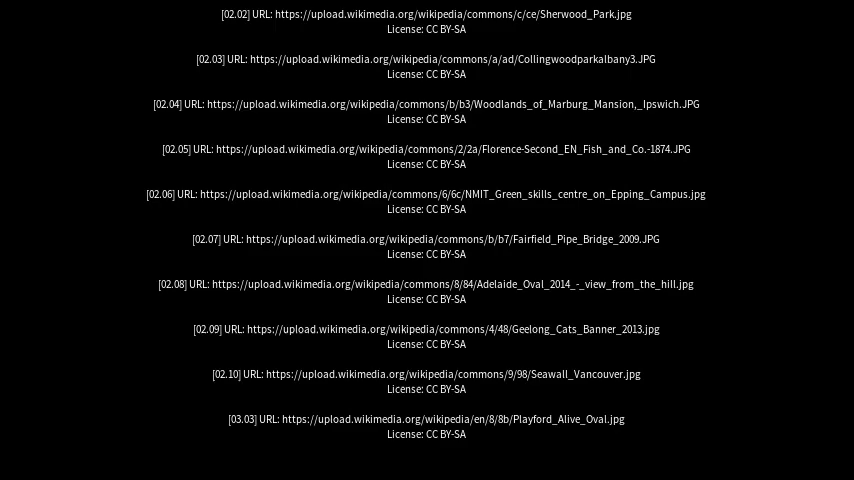 [02.02] URL: https://upload.wikimedia.org/wikipedia/commons/c/ce/Sherwood_Park.jpg
License: CC BY-SA
[02.03] URL: https://upload.wikimedia.org/wikipedia/commons/a/ad/Collingwoodparkalbany3.JPG
License: CC BY-SA
[02.04] URL: https://upload.wikimedia.org/wikipedia/commons/b/b3/Woodlands_of_Marburg_Mansion,_Ipswich.JPG
License: CC BY-SA
[02.05] URL: https://upload.wikimedia.org/wikipedia/commons/2/2a/Florence-Second_EN_Fish_and_Co.-1874.JPG
License: CC BY-SA
[02.06] URL: https://upload.wikimedia.org/wikipedia/commons/6/6c/NMIT_Green_skills_centre_on_Epping_Campus.jpg
License: CC BY-SA
[02.07] URL: https://upload.wikimedia.org/wikipedia/commons/b/b7/Fairfield_Pipe_Bridge_2009.JPG
License: CC BY-SA
[02.08] URL: https://upload.wikimedia.org/wikipedia/commons/8/84/Adelaide_Oval_2014_-_view_from_the_hill.jpg
License: CC BY-SA
[02.09] URL: https://upload.wikimedia.org/wikipedia/commons/4/48/Geelong_Cats_Banner_2013.jpg
License: CC BY-SA
[02.10] URL: https://upload.wikimedia.org/wikipedia/commons/9/98/Seawall_Vancouver.jpg
License: CC BY-SA
[03.03] URL: https://upload.wikimedia.org/wikipedia/en/8/8b/Playford_Alive_Oval.jpg
License: CC BY-SA